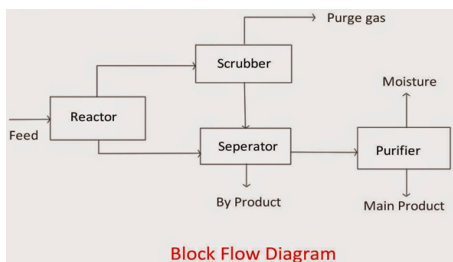 Purge gas
Scrubber
Moisture
Reactor
Feed
Seperator
Purifier
By Product
Main Product
Block Flow Diagram